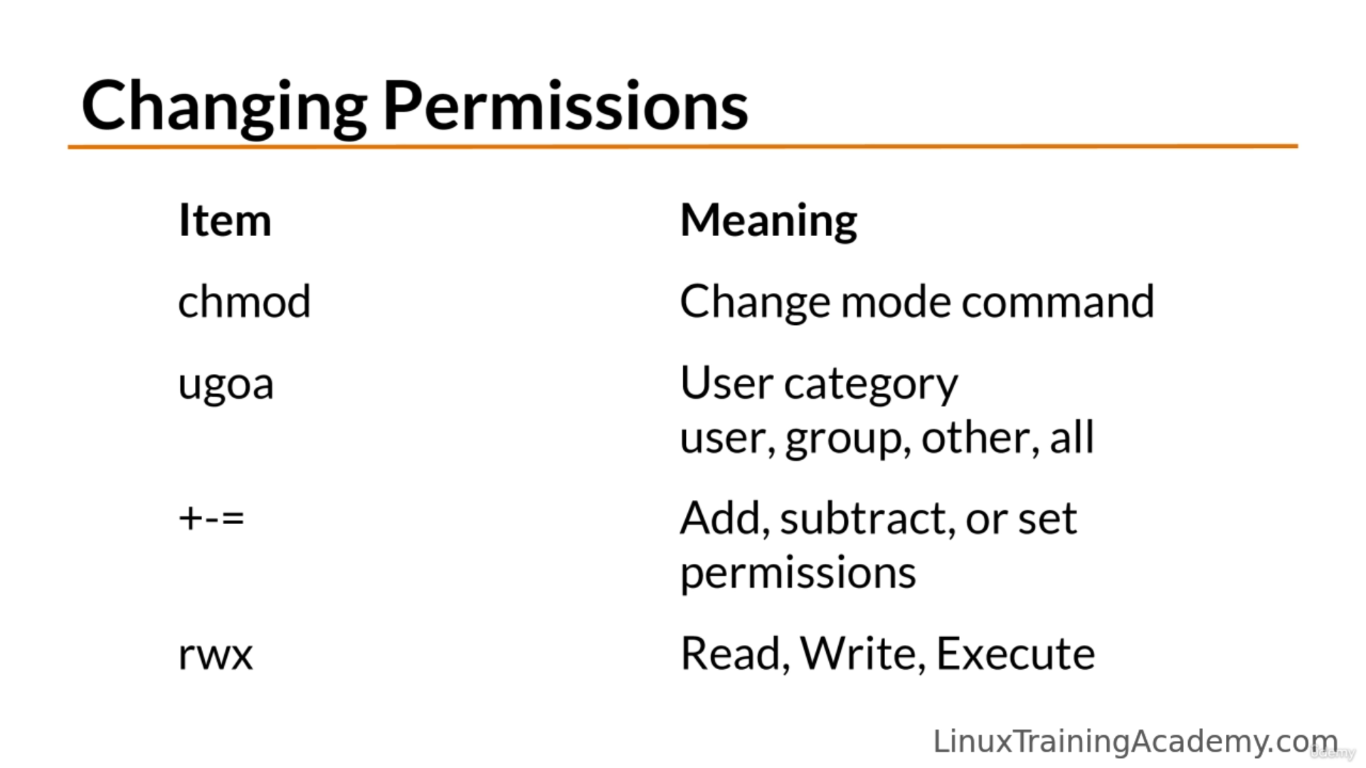 Changing Permissions
Item Meaning
chmod Change mode command
ugoa User category
user, group, other, all
+-= Add, subtract, or set
permissions
rwx Read, Write, Execute
LinuxTrainingAcademy.com
Udemy